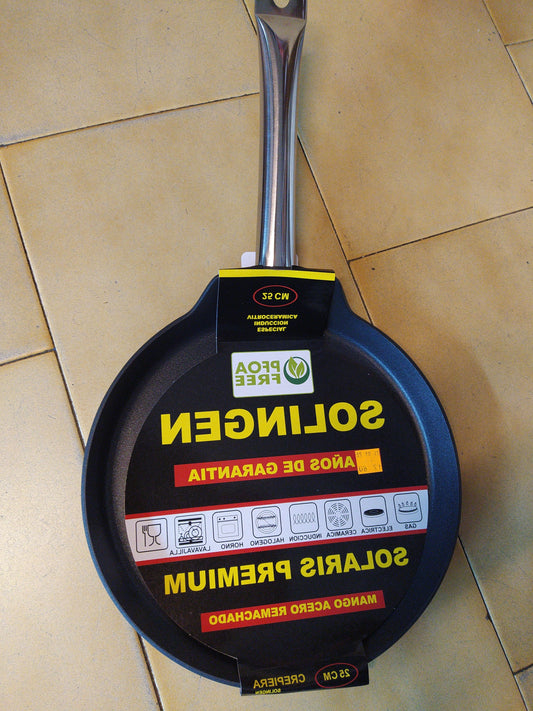 ESPECIAL
INDUCCION
VITROCERAMICA
25 CM
PFOA
FREE
SOLINGEN
AÑOS DE GARANTIA
GAS ELECTRICA CERAMICA INDUCCION HALOGENO HORNO LAVAVAJILLA
SOLARIS PREMIUM
MANGO ACERO REMACHADO
25 CM CREPIERA
SOLINGEN